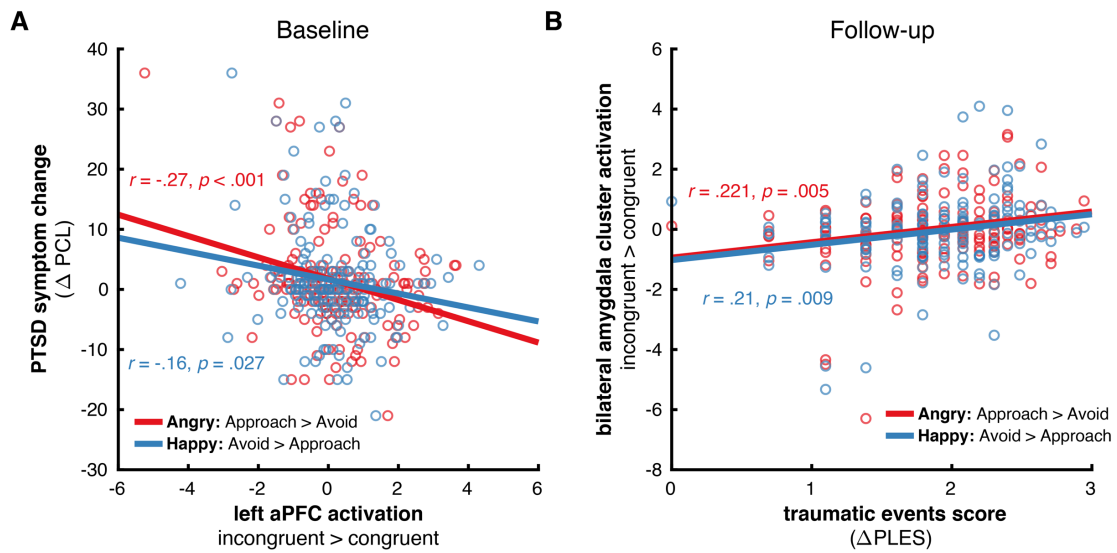 A
Baseline
PTSD symptom change
(Δ PCL)
40
30
20
10
0
-10
-20
-30
r = -.27, p < .001
r = -.16, p = .027
Angry: Approach > Avoid
Happy: Avoid > Approach
-6 -4 -2 0 2 4 6
left aPFC activation
incongruent > congruent
B
Follow-up
bilateral amygdala cluster activation
incongruent > congruent
6
4
2
0
-2
-4
-6
-8
r = .221, p = .005
r = .21, p = .009
Angry: Approach > Avoid
Happy: Avoid > Approach
0 1 2 3
traumatic events score
(ΔPLES)